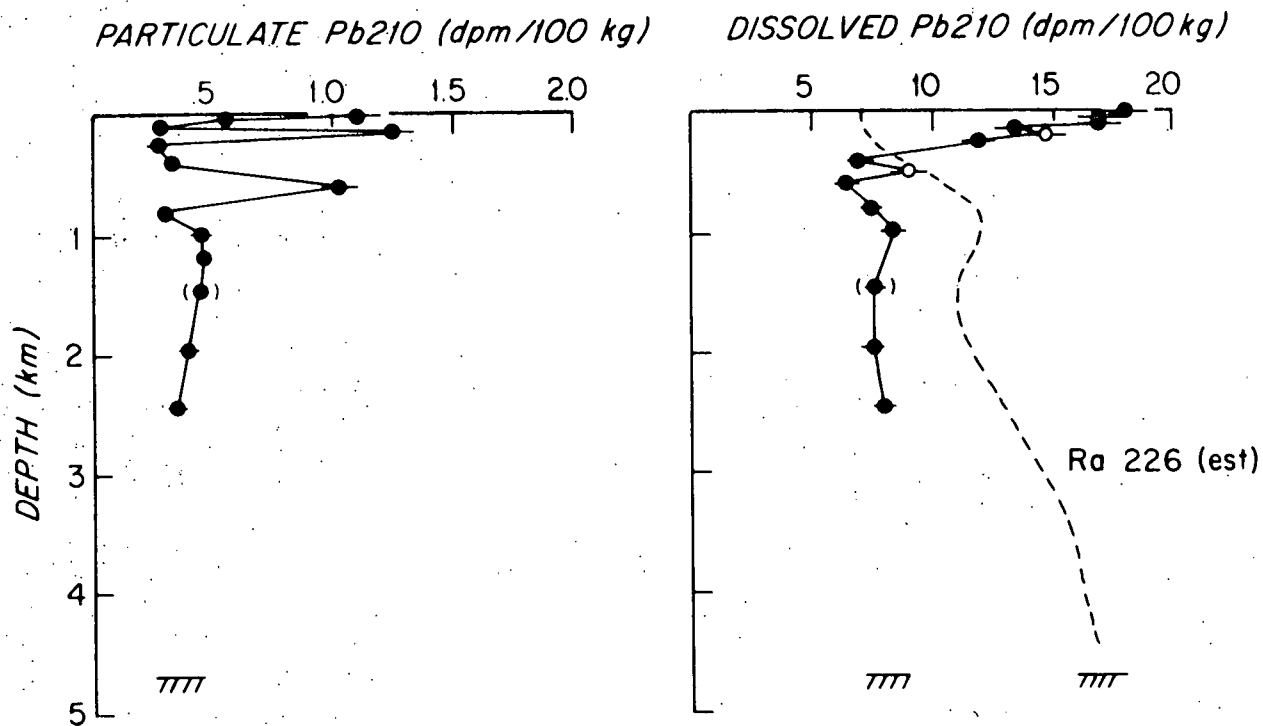 PARTICULATE Pb210 (dpm/100 kg)
.5 1.0 1.5 2.0
DEPTH (km)
1
( )
2
3
4
5
DISSOLVED Pb210 (dpm/100 kg)
5 10 15 20
( )
Ra 226 (est)